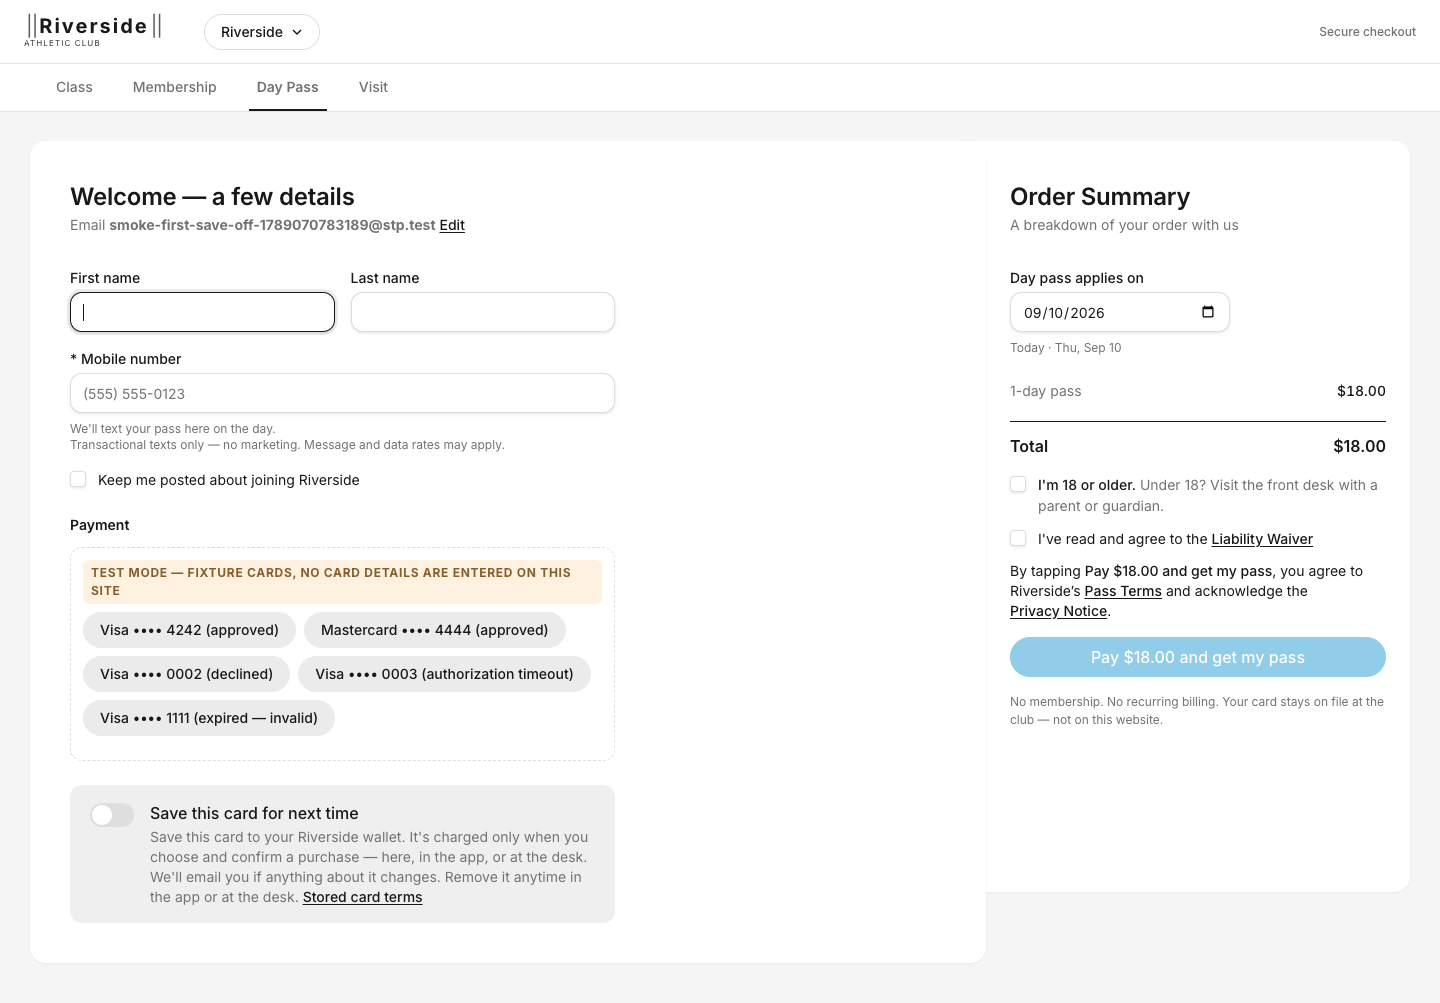 Riverside
ATHLETIC CLUB
Riverside
Secure checkout
Class
Membership
Day Pass
Visit
Welcome — a few details
Email smoke-first-save-off-1789070783189@stp.test Edit
First name
Last name
* Mobile number
(555) 555-0123
We'll text your pass here on the day.
Transactional texts only — no marketing. Message and data rates may apply.
Keep me posted about joining Riverside
Payment
TEST MODE — FIXTURE CARDS, NO CARD DETAILS ARE ENTERED ON THIS
SITE
Visa •••• 4242 (approved)
Mastercard •••• 4444 (approved)
Visa •••• 0002 (declined)
Visa •••• 0003 (authorization timeout)
Visa •••• 1111 (expired — invalid)
Save this card for next time
Save this card to your Riverside wallet. It's charged only when you
choose and confirm a purchase — here, in the app, or at the desk.
We'll email you if anything about it changes. Remove it anytime in
the app or at the desk. Stored card terms
Order Summary
A breakdown of your order with us
Day pass applies on
09/10/2026
Today · Thu, Sep 10
1-day pass
$18.00
Total
$18.00
I'm 18 or older. Under 18? Visit the front desk with a
parent or guardian.
I've read and agree to the Liability Waiver
By tapping Pay $18.00 and get my pass, you agree to
Riverside's Pass Terms and acknowledge the
Privacy Notice.
Pay $18.00 and get my pass
No membership. No recurring billing. Your card stays on file at the
club — not on this website.